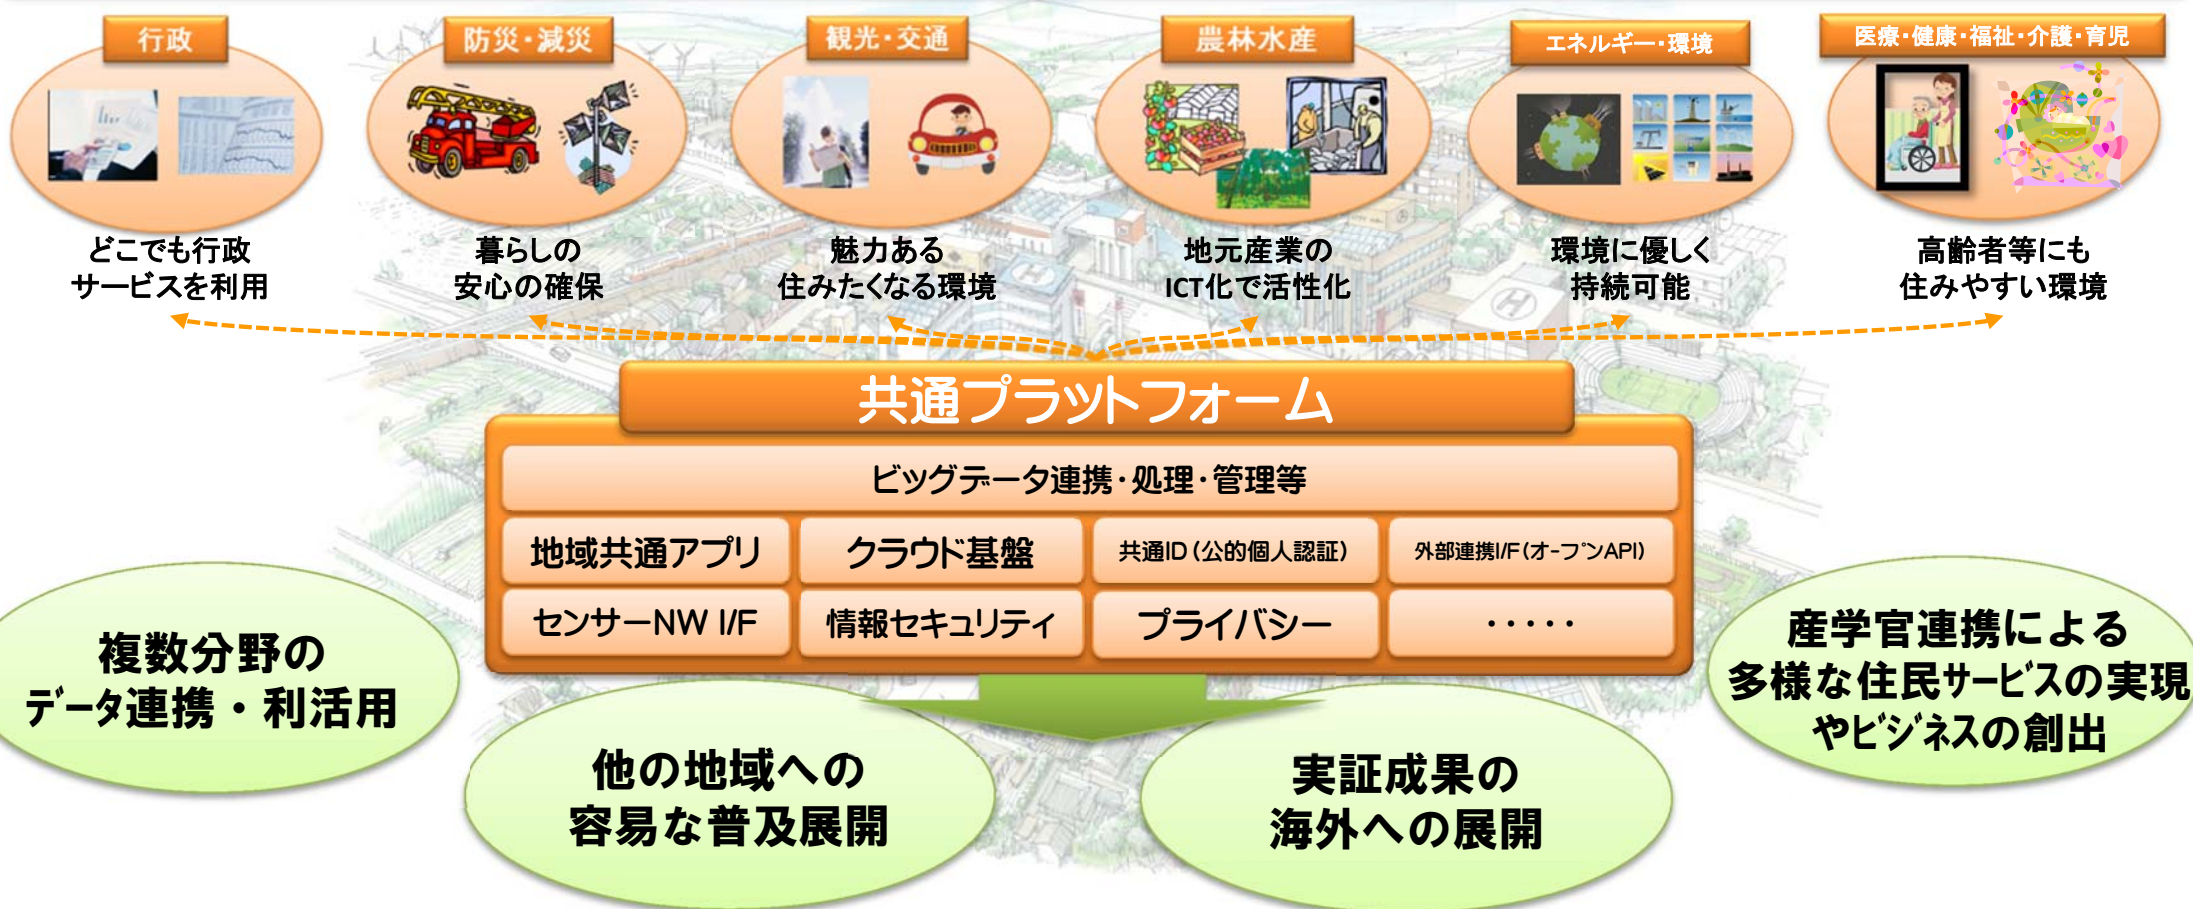 行政
防災・減災
観光・交通
農林水産
エネルギー・環境
医療・健康・福祉・介護・育児
どこでも行政
サービスを利用
暮らしの
安心の確保
魅力ある
住みたくなる環境
地元産業の
ICT化で活性化
環境に優しく
持続可能
高齢者等にも
住みやすい環境
共通プラットフォーム
ビッグデータ連携・処理・管理等
地域共通アプリ
クラウド基盤
共通ID（公的個人認証）
外部連携I/F（オープンAPI）
センサーNW I/F
情報セキュリティ
プライバシー
・・・・・
複数分野の
データ連携・利活用
他の地域への
容易な普及展開
実証成果の
海外への展開
産学官連携による
多様な住民サービスの実現
やビジネスの創出